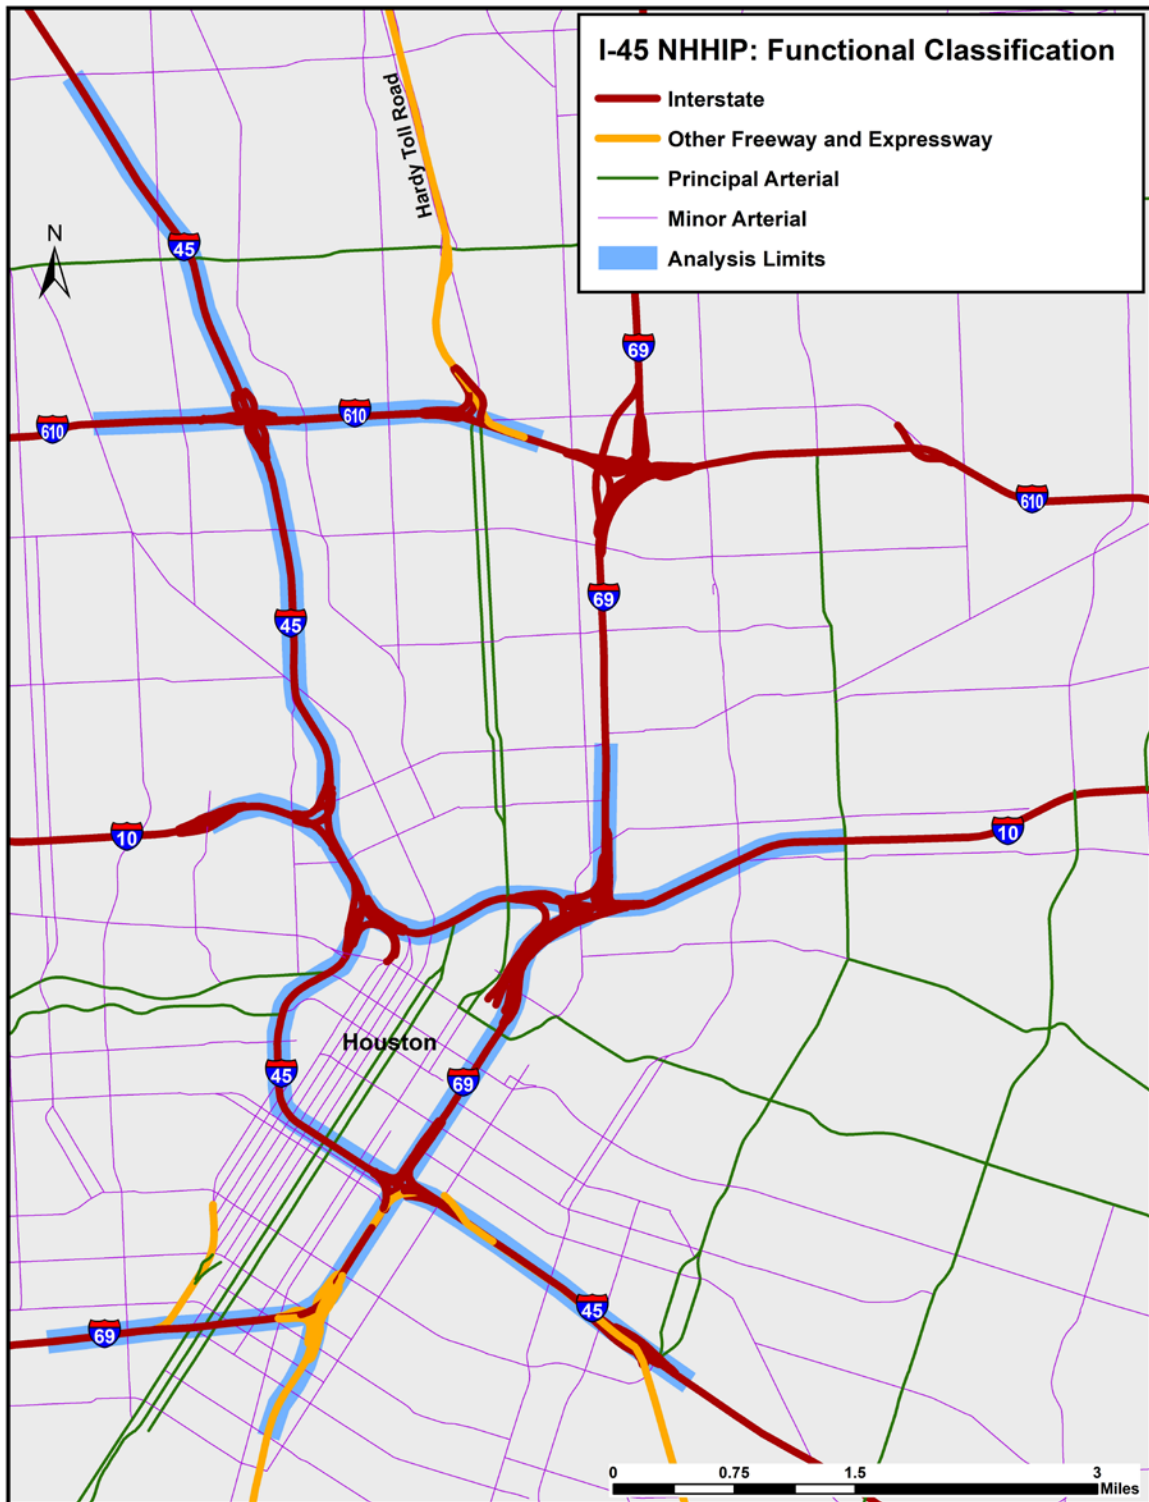 I-45 NHHIP: Functional Classification
Interstate
Other Freeway and Expressway
Principal Arterial
Minor Arterial
Analysis Limits
Hardy Toll Road
N
45
69
610
610
610
69
45
10
10
Houston
45
69
45
69
0 0.75 1.5 3
Miles